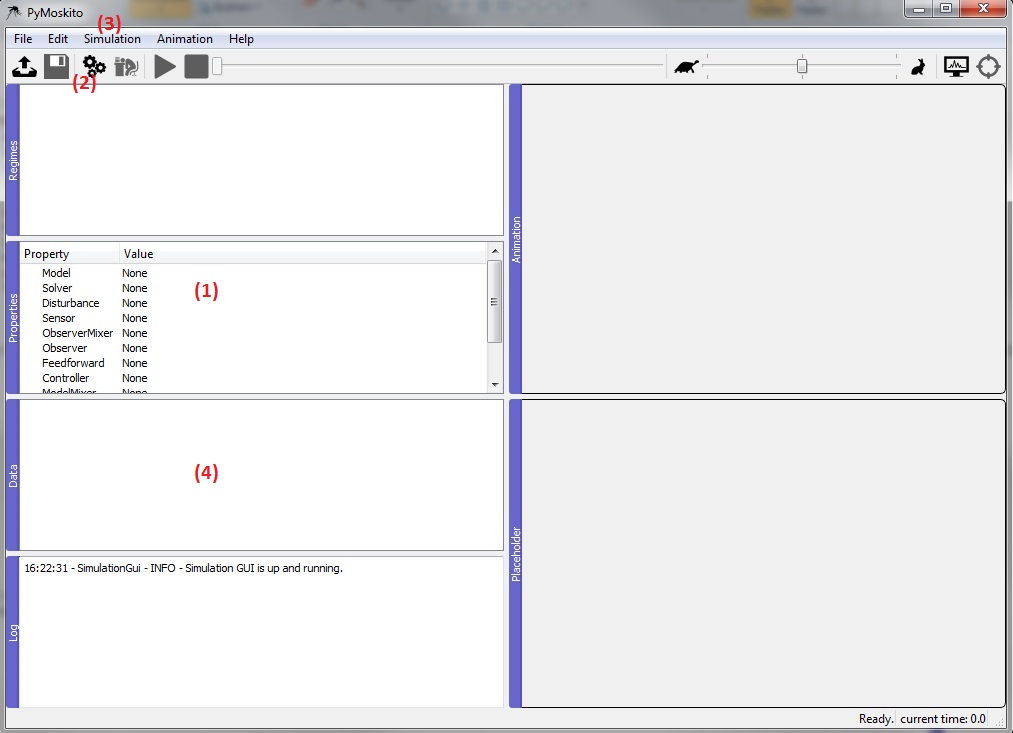 PyMoskito
(3)
File Edit Simulation Animation Help
(2)
Regimes
Property Value
Model None
Solver None
Disturbance None
Sensor None
ObserverMixer None
Observer None
Feedforward None
Controller None
ModelMixer None
(1)
Properties
Data
(4)
16:22:31 - SimulationGui - INFO - Simulation GUI is up and running.
Log
Animation
Placeholder
Ready. current time: 0.0